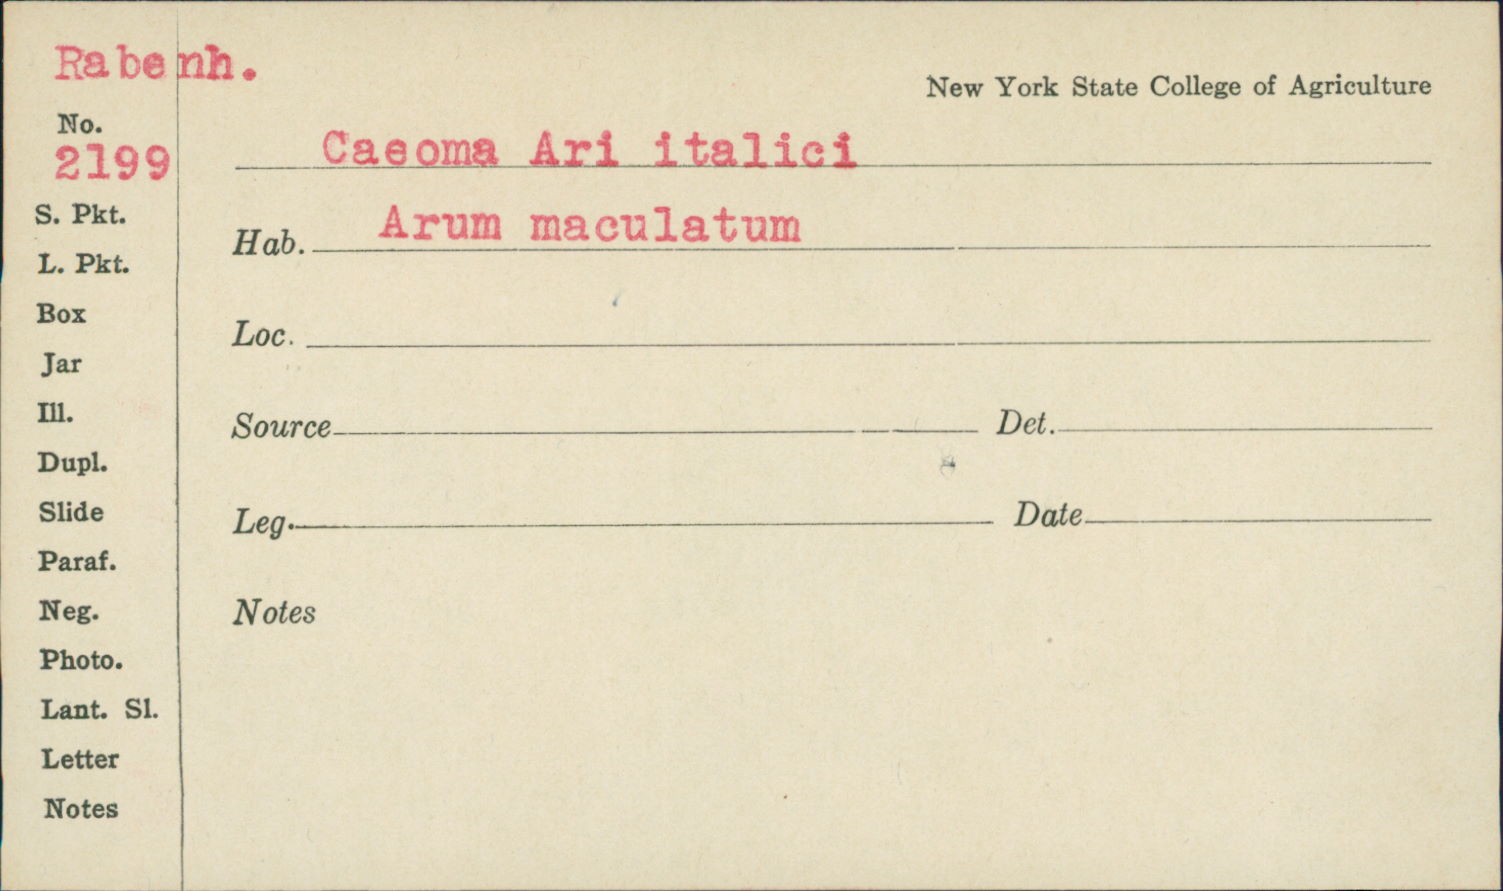 Rabenh.
New York State College of Agriculture
No.
2199
Caeoma Ari italici
Hab. Arum maculatum
S. Pkt.
L. Pkt.
Box
Jar
Ill.
Dupl.
Slide
Paraf.
Neg.
Photo.
Lant. Sl.
Letter
Notes
Loc.
Source Det.
Leg. Date
Notes